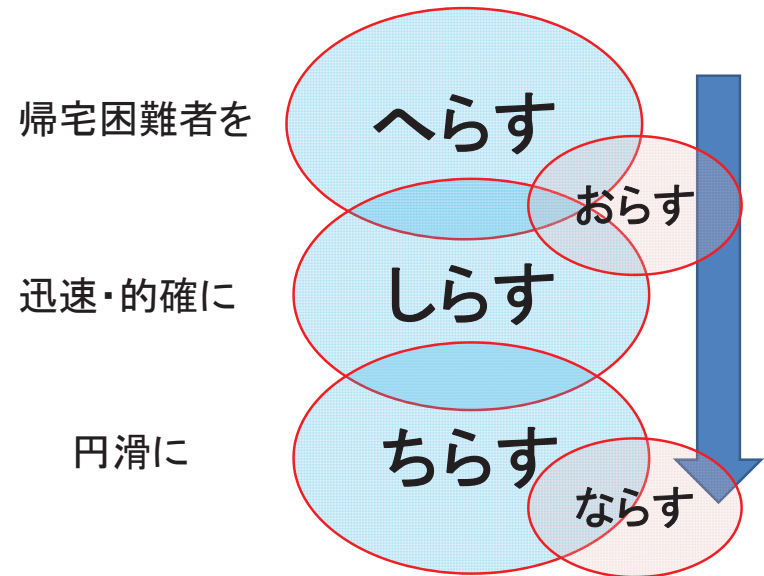 帰宅困難者を
へらす
おらす
迅速・的確に
しらす
円滑に
ちらす
ならす